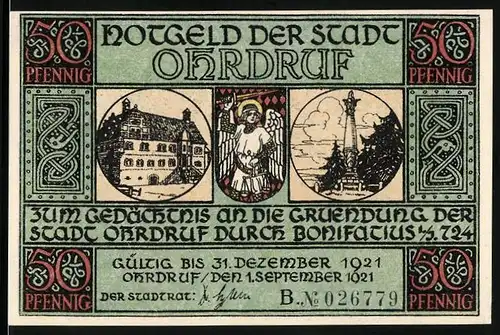 50 PFENNIG NOTGELD DER STADT 50 PFENNIG
OHRDRUF
ZUM GEDÄCHTNIS AN DIE GRUENDUNG DER
STADT OHRDRUF DURCH BONIFATIUS 724
50 PFENNIG GÜLTIG BIS 31. DEZEMBER 1921 50 PFENNIG
OHRDRUF / DEN 1. SEPTEMBER 1921
DER STADTRAT: B. No 026779